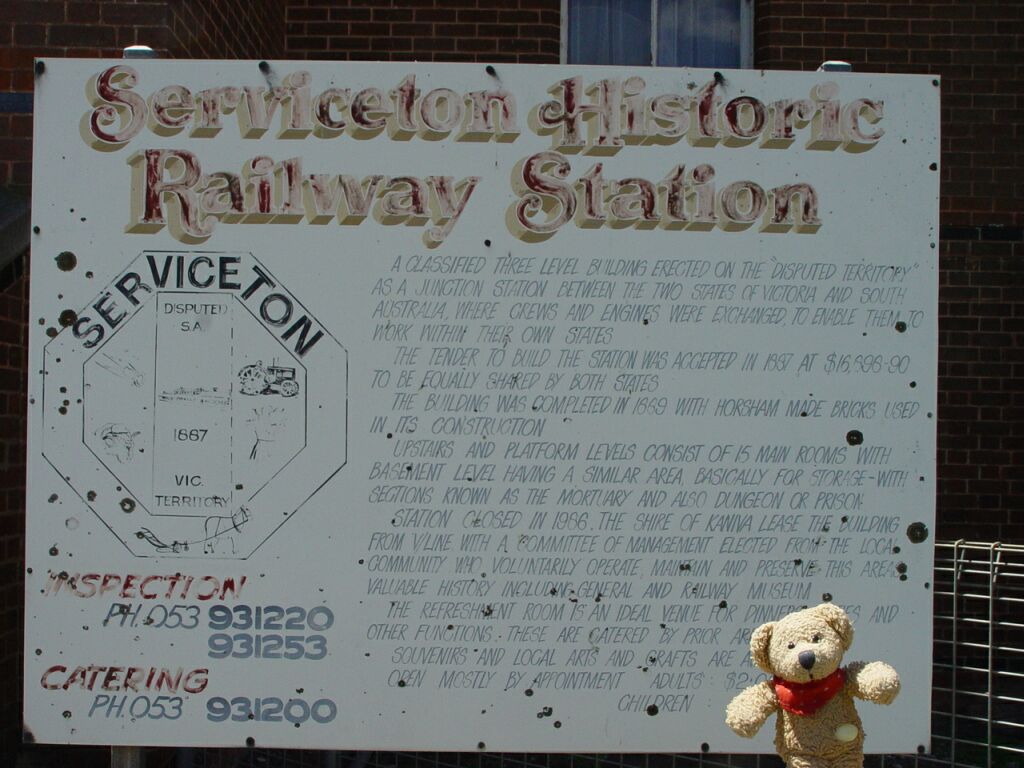 Serviceton Historic
Railway Station
SERVICETON
DISPUTED
S.A.
1887
VIC.
TERRITORY
A CLASSIFIED THREE LEVEL BUILDING ERECTED ON THE "DISPUTED TERRITORY"
AS A JUNCTION STATION BETWEEN THE TWO STATES OF VICTORIA AND SOUTH
AUSTRALIA, WHERE CREWS AND ENGINES WERE EXCHANGED, TO ENABLE THEM TO
WORK WITHIN THEIR OWN STATES
THE TENDER TO BUILD THE STATION WAS ACCEPTED IN 1887 AT
TO BE EQUALLY SHARED BY BOTH STATES
THE BUILDING WAS COMPLETED IN 1889 WITH HORSHAM MADE BRICKS USED
IN ITS CONSTRUCTION
UPSTAIRS AND PLATFORM LEVELS CONSIST OF 15 MAIN ROOMS WITH
BASEMENT LEVEL HAVING A SIMILAR AREA, BASICALLY FOR STORAGE - WITH
SECTIONS KNOWN AS THE MORTUARY AND ALSO DUNGEON OR PRISON
STATION CLOSED IN 1986. THE SHIRE OF KANIVA LEASE THE BUILDING
FROM V/LINE WITH A COMMITTEE OF MANAGEMENT ELECTED FROM THE LOCAL
COMMUNITY WHO, VOLUNTARILY OPERATE, MAINTAIN AND PRESERVE THIS AREAS
VALUABLE HISTORY INCLUDING GENERAL AND RAILWAY MUSEUM
THE REFRESHMENT ROOM IS AN IDEAL VENUE FOR AND
OTHER FUNCTIONS. THESE ARE CATERED BY PRIOR
SOUVENIRS AND LOCAL ARTS AND CRAFTS ARE
OPEN MOSTLY BY APPOINTMENT ADULTS:
CHILDREN
INSPECTION
PH. 053 931220
931253
CATERING
PH. 053 931200